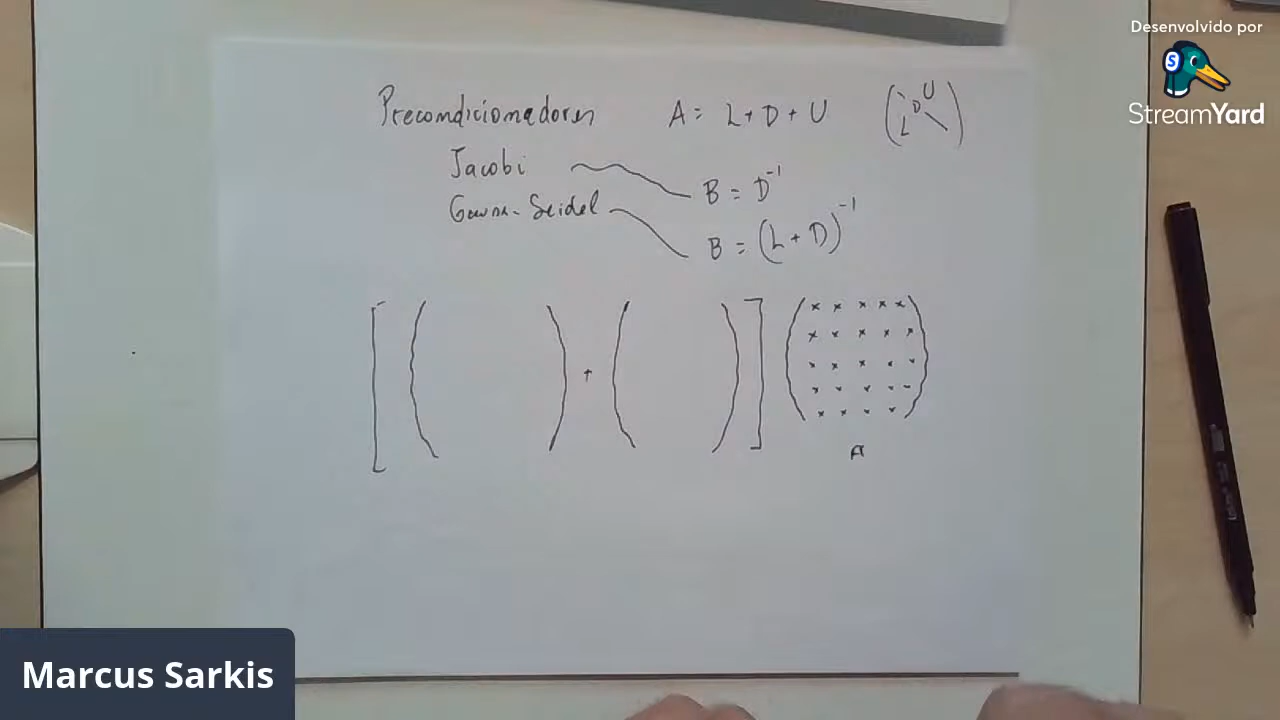 Desenvolvido por
StreamYard
Precondicionadores A = L + D + U ( L D U )
Jacobi B = D⁻¹
Gauss-Seidel B = (L + D)⁻¹
[ ( ) + ( ) ] ( x x x x x
x x x x x
x x x x x
x x x x x
x x x x )
A
Marcus Sarkis